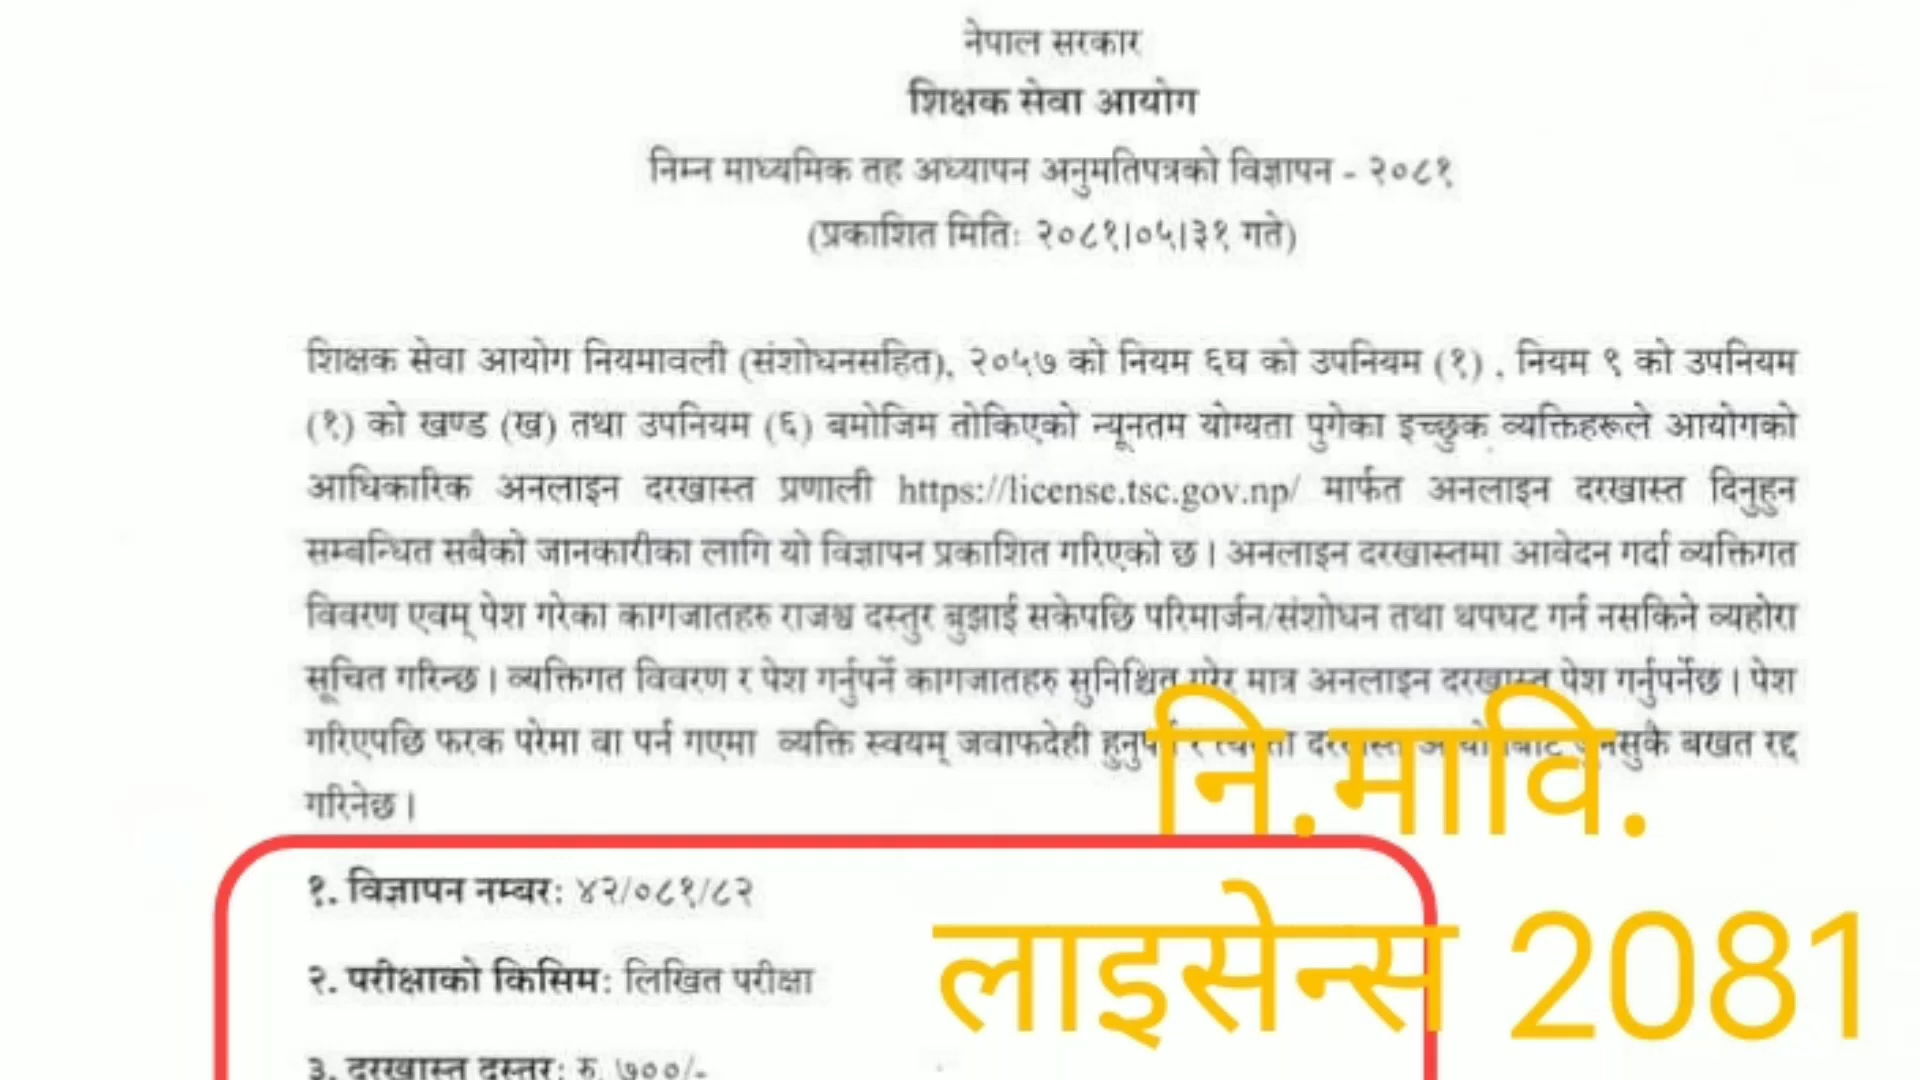 नेपाल सरकार
शिक्षक सेवा आयोग
निम्न माध्यमिक तह अध्यापन अनुमतिपत्रको विज्ञापन - २०८१
(प्रकाशित मितिः २०८१।०५।३१ गते)
शिक्षक सेवा आयोग नियमावली (संशोधनसहित), २०५७ को नियम ६घ को उपनियम (१) , नियम ९ को उपनियम
(१) को खण्ड (ख) तथा उपनियम (६) बमोजिम तोकिएको न्यूनतम योग्यता पुगेका इच्छुक व्यक्तिहरूले आयोगको
आधिकारिक अनलाइन दरखास्त प्रणाली https://license.tsc.gov.np/ मार्फत अनलाइन दरखास्त दिनुहुन
सम्बन्धित सबैको जानकारीका लागि यो विज्ञापन प्रकाशित गरिएको छ । अनलाइन दरखास्तमा आवेदन गर्दा व्यक्तिगत
विवरण एवम् पेश गरेका कागजातहरु राजश्व दस्तुर बुझाई सकेपछि परिमार्जन/संशोधन तथा थपघट गर्न नसकिने व्यहोरा
सूचित गरिन्छ । व्यक्तिगत विवरण र पेश गर्नुपर्ने कागजातहरु सुनिश्चित गरेर मात्र अनलाइन दरखास्त पेश गर्नुपर्नेछ । पेश
गरिएपछि फरक परेमा वा पर्न गएमा व्यक्ति स्वयम् जवाफदेही र बखत रद्द
गरिनेछ ।
नि.मावि.
१. विज्ञापन नम्बर: ४२/०८१/८२
लाइसेन्स 2081
२. परीक्षाको किसिम: लिखित परीक्षा
३. दरखास्त दस्तुर: रु. ७००/-